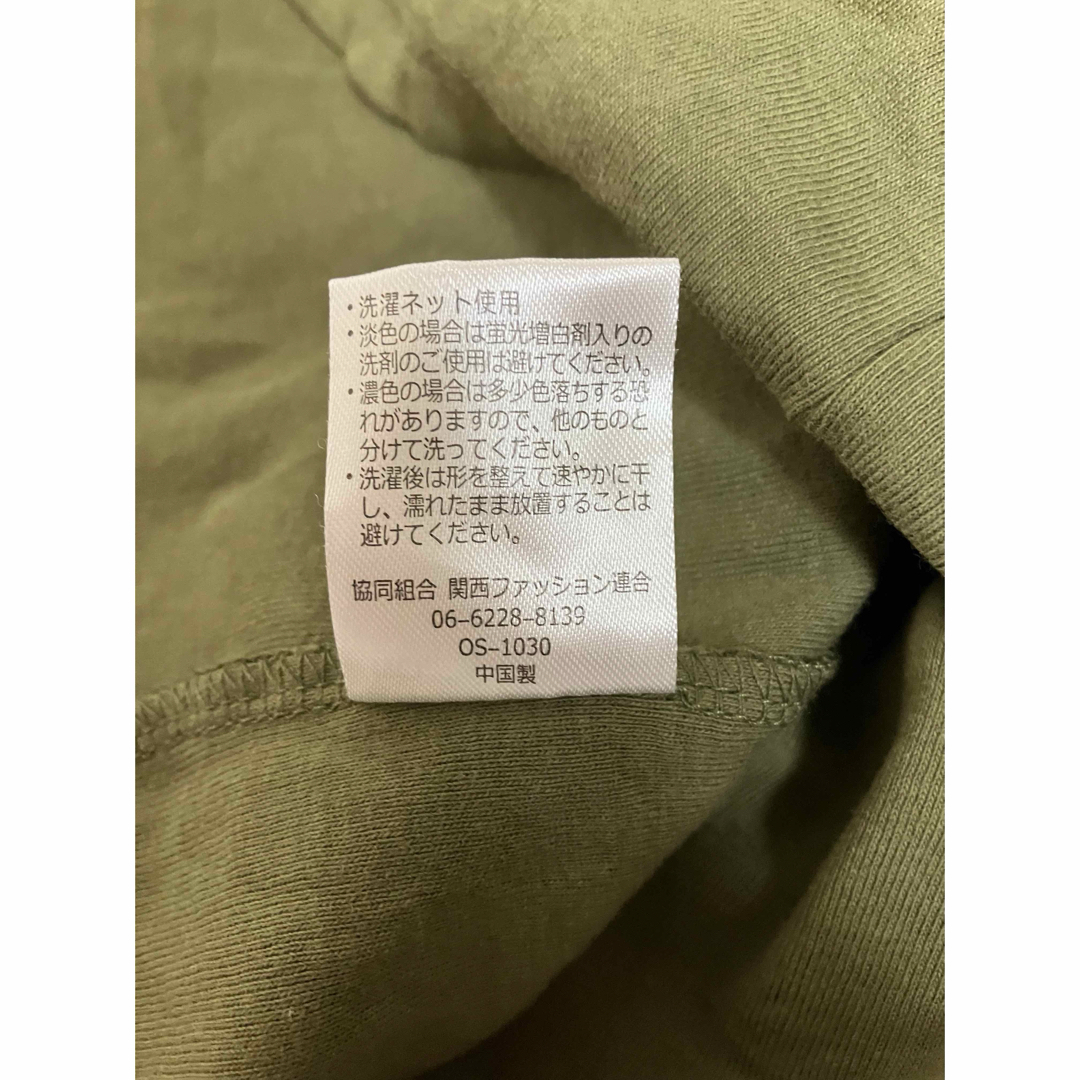 ・洗濯ネット使用
・淡色の場合は蛍光増白剤入りの
洗剤のご使用は避けてください。
・濃色の場合は多少色落ちする恐
れがありますので、他のものと
分けて洗ってください。
・洗濯後は形を整えて速やかに干
し、濡れたまま放置することは
避けてください。
協同組合 関西ファッション連合
06-6228-8139
OS-1030
中国製